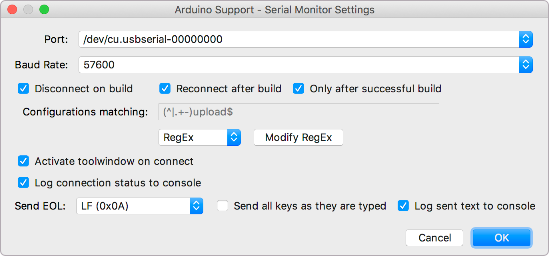 Arduino Support - Serial Monitor Settings
Port: /dev/cu.usbserial-00000000
Baud Rate: 57600
Disconnect on build Reconnect after build Only after successful build
Configurations matching: (^|.+-)upload$
RegEx Modify RegEx
Activate toolwindow on connect
Log connection status to console
Send EOL: LF (0x0A) Send all keys as they are typed Log sent text to console
Cancel OK